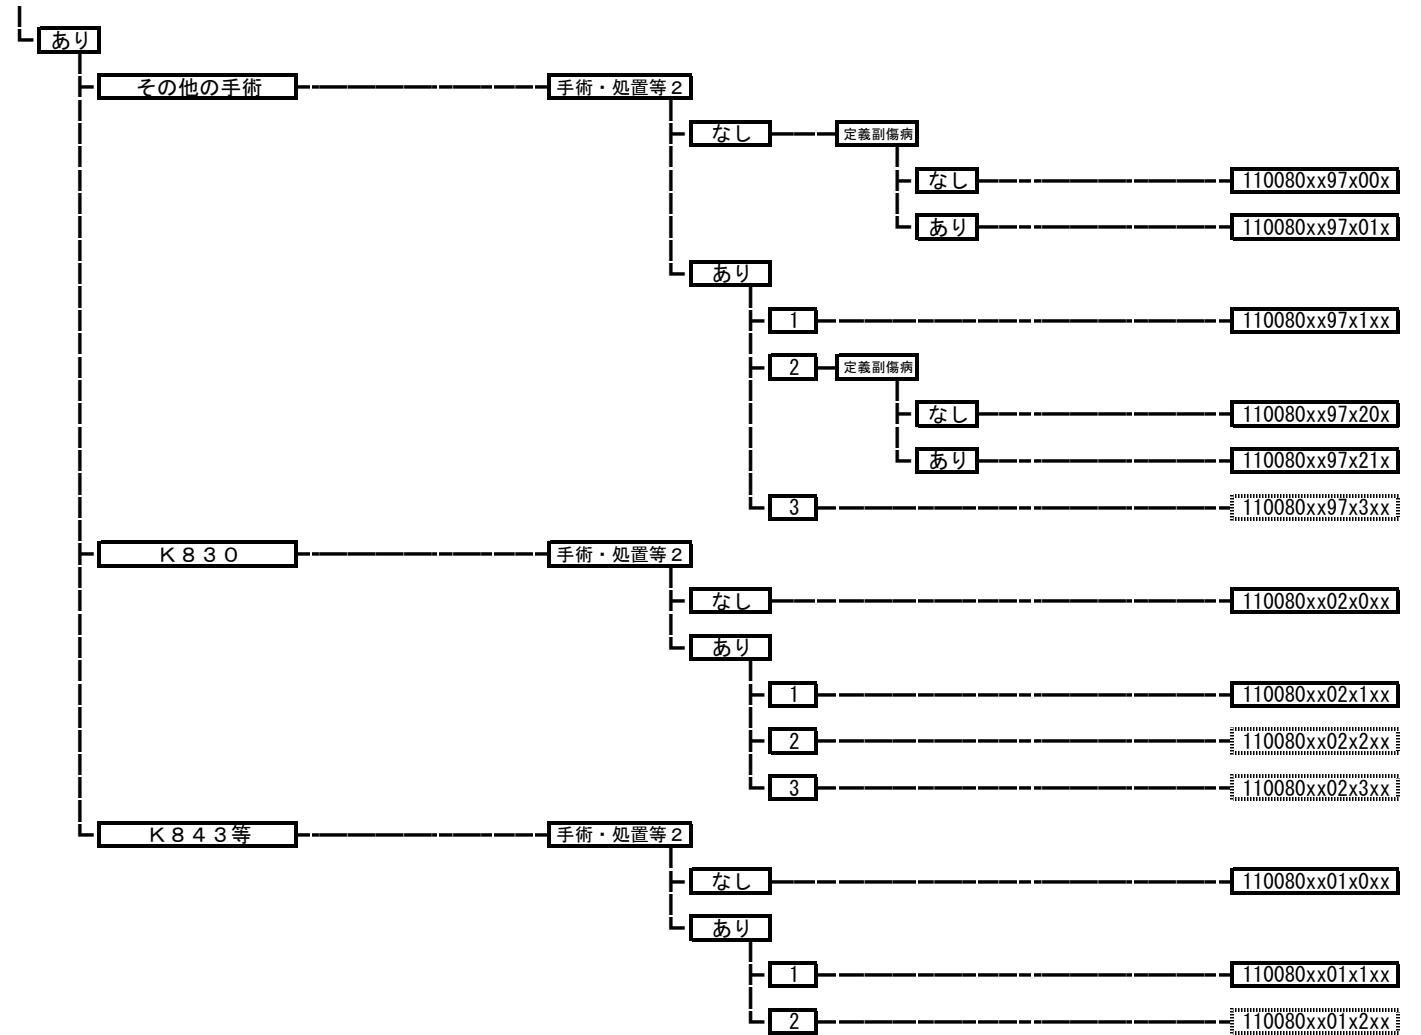 あり
その他の手術 手術・処置等２
なし 定義副傷病
なし 110080xx97x00x
あり 110080xx97x01x
あり
1 110080xx97x1xx
2 定義副傷病
なし 110080xx97x20x
あり 110080xx97x21x
3 110080xx97x3xx
Ｋ８３０ 手術・処置等２
なし 110080xx02x0xx
あり
1 110080xx02x1xx
2 110080xx02x2xx
3 110080xx02x3xx
Ｋ８４３等 手術・処置等２
なし 110080xx01x0xx
あり
1 110080xx01x1xx
2 110080xx01x2xx